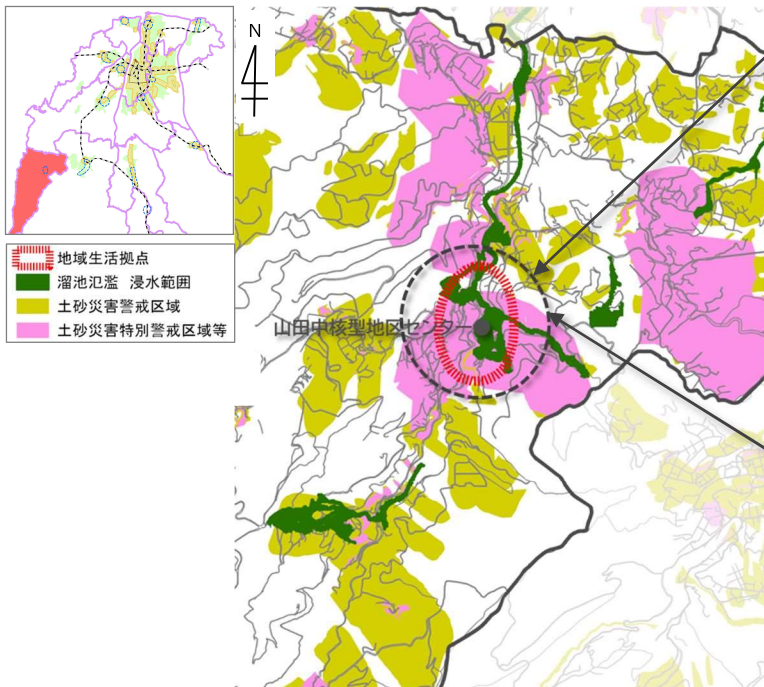 N
地域生活拠点
溜池氾濫 浸水範囲
土砂災害警戒区域
土砂災害特別警戒区域等
山田中核型地区センター